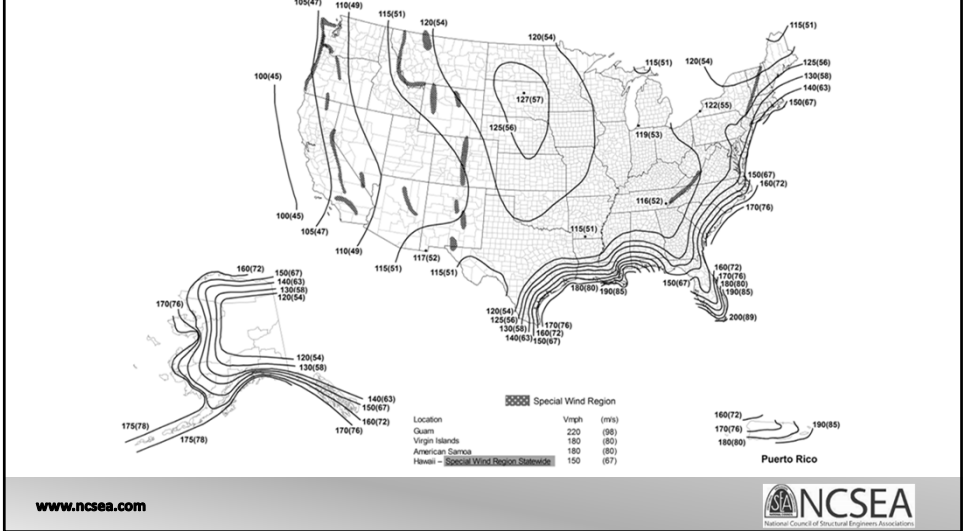 105(47) 110(49) 115(51) 120(54) 120(54) 115(51)
115(51) 120(54) 125(56)
130(58)
100(45) 140(63)
127(57) 122(55) 150(67)
125(56) 119(53)
150(67)
160(72)
116(52) 170(76)
100(45)
105(47) 115(51)
110(49) 117(52)
115(51) 115(51)
160(72) 150(67) 160(72)
140(63) 170(76)
130(58) 150(67) 180(80)
120(54) 180(80) 190(85) 190(85)
170(76)
120(54) 200(89)
125(56) 170(76)
130(58) 160(72)
140(63) 150(67)
120(54)
130(58)
140(63)
150(67)
160(72)
170(76)
175(78)
175(78)
Special Wind Region
Location Vmph (m/s)
Guam 220 (98)
Virgin Islands 180 (80)
American Samoa 180 (80)
Hawaii – Special Wind Region Statewide 150 (67)
160(72)
170(76) 190(85)
180(80)
Puerto Rico
www.ncsea.com
NCSEA
National Council of Structural Engineers Associations